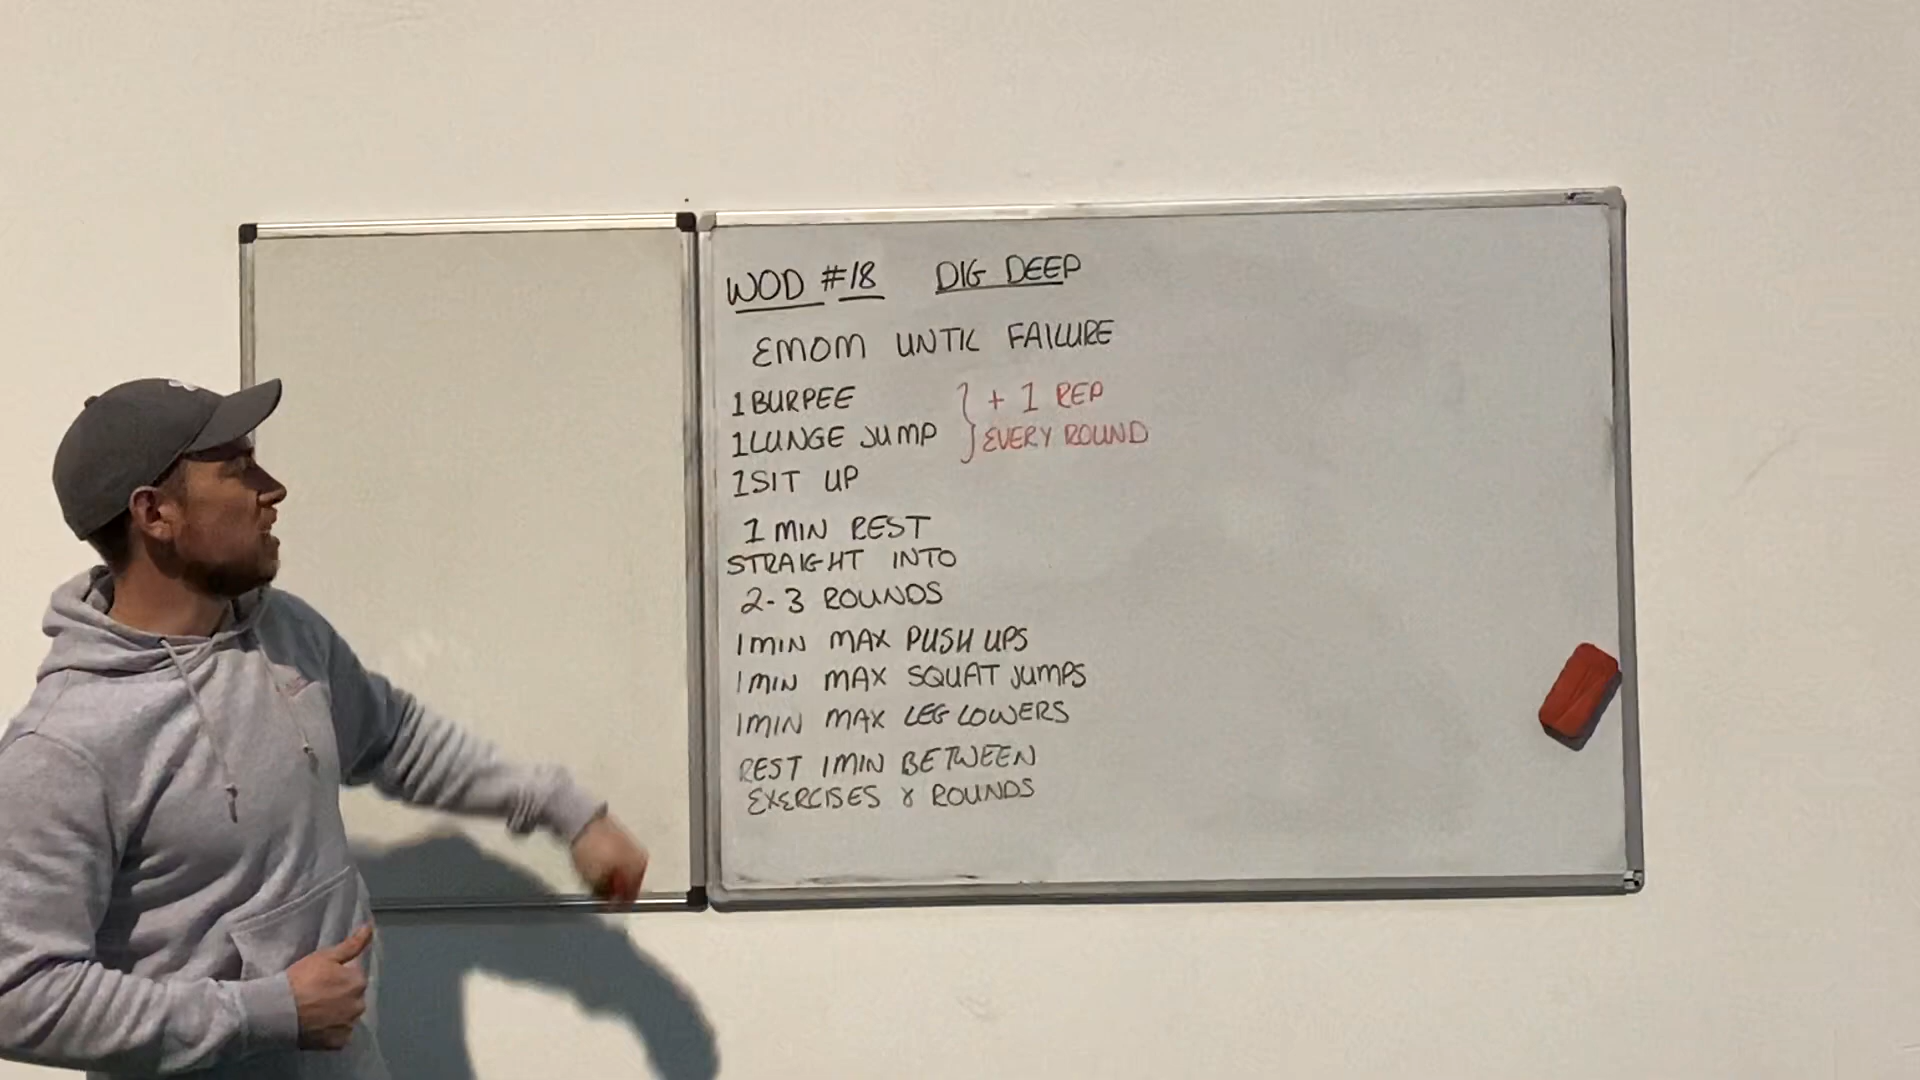 WOD #18 DIG DEEP
EMOM UNTIL FAILURE
1 BURPEE } + 1 REP
1 LUNGE JUMP } EVERY ROUND
1 SIT UP
1 MIN REST
STRAIGHT INTO
2-3 ROUNDS
1 MIN MAX PUSH UPS
1 MIN MAX SQUAT JUMPS
1 MIN MAX LEG LOWERS
REST 1 MIN BETWEEN
EXERCISES & ROUNDS